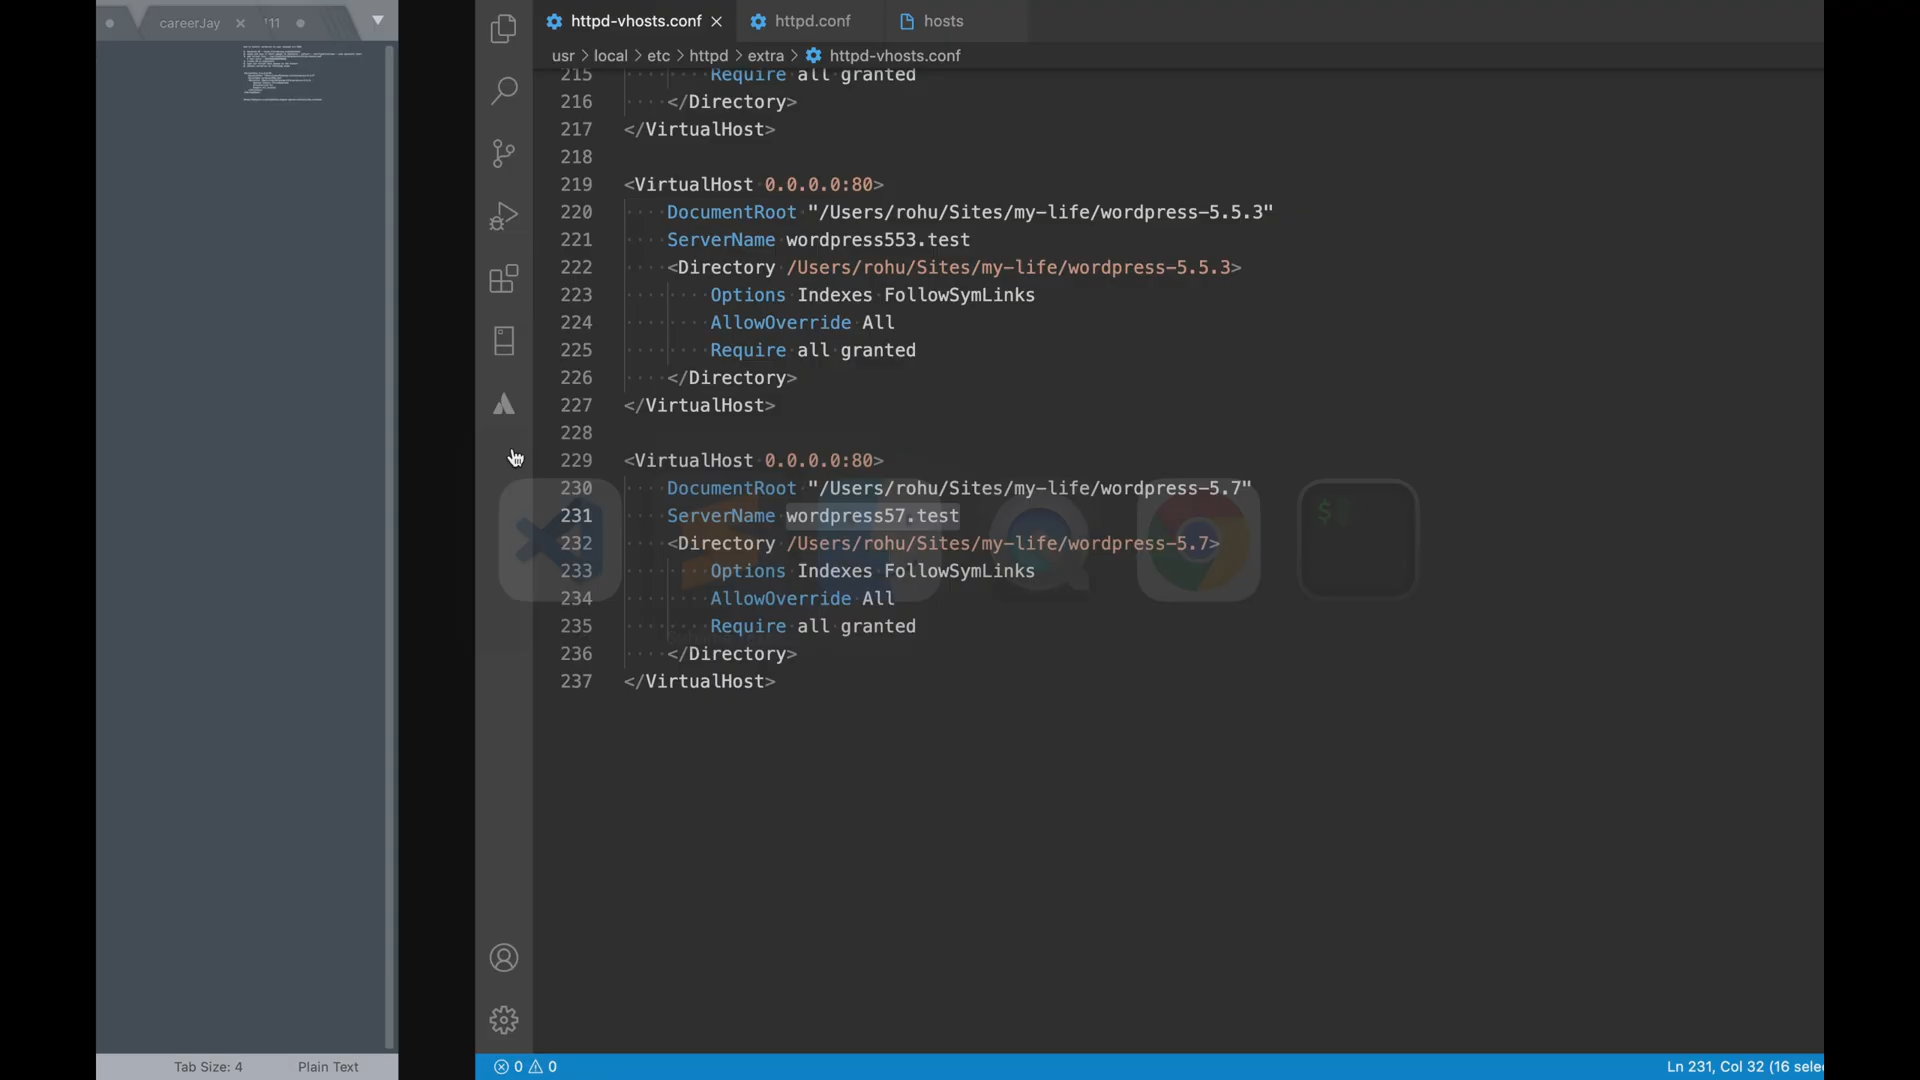 careerJay × '11
httpd-vhosts.conf × httpd.conf hosts
usr > local > etc > httpd > extra > httpd-vhosts.conf
215 Require all granted
216 </Directory>
217 </VirtualHost>
218
219 <VirtualHost 0.0.0.0:80>
220 DocumentRoot "/Users/rohu/Sites/my-life/wordpress-5.5.3"
221 ServerName wordpress553.test
222 <Directory /Users/rohu/Sites/my-life/wordpress-5.5.3>
223 Options Indexes FollowSymLinks
224 AllowOverride All
225 Require all granted
226 </Directory>
227 </VirtualHost>
228
229 <VirtualHost 0.0.0.0:80>
230 DocumentRoot "/Users/rohu/Sites/my-life/wordpress-5.7"
231 ServerName wordpress57.test
232 <Directory /Users/rohu/Sites/my-life/wordpress-5.7>
233 Options Indexes FollowSymLinks
234 AllowOverride All
235 Require all granted
236 </Directory>
237 </VirtualHost>
$
Tab Size: 4 Plain Text
0 0 Ln 231, Col 32 (16 sele